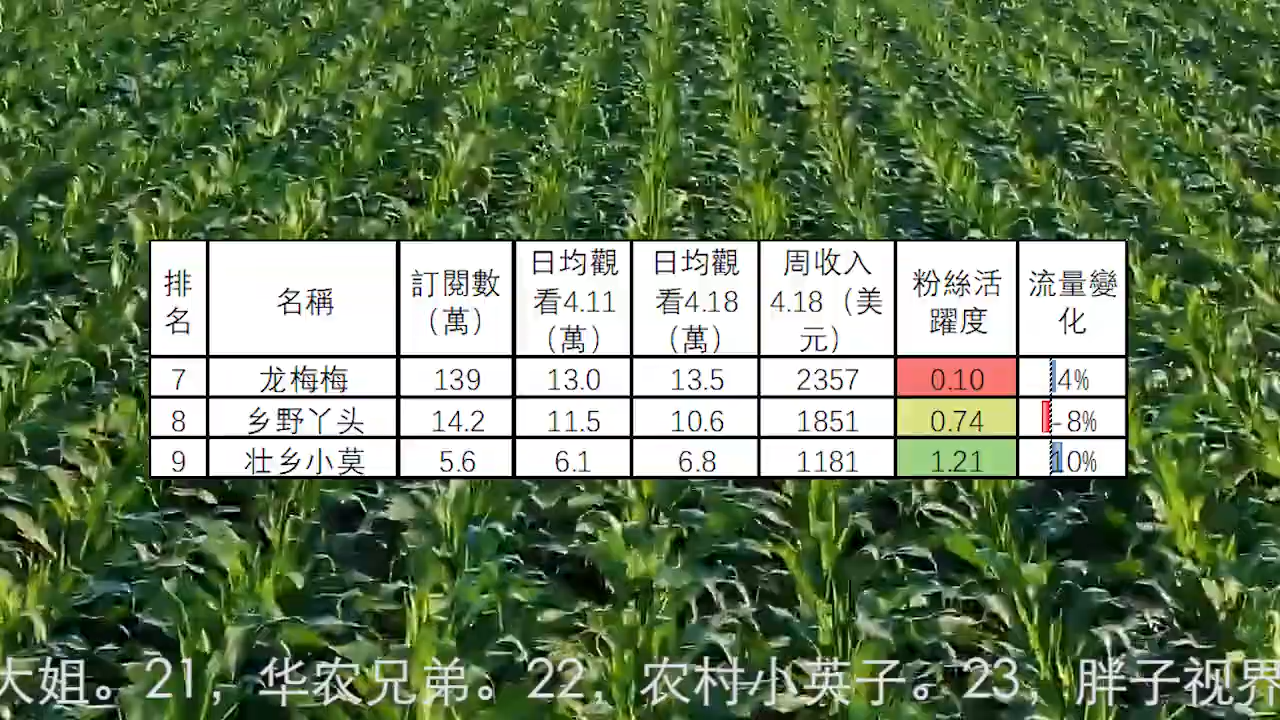 排名 名稱 訂閱數（萬） 日均觀看4.11（萬） 日均觀看4.18（萬） 周收入4.18（美元） 粉絲活躍度 流量變化
7 龙梅梅 139 13.0 13.5 2357 0.10 4%
8 乡野丫头 14.2 11.5 10.6 1851 0.74 -8%
9 壮乡小莫 5.6 6.1 6.8 1181 1.21 10%
大姐。21，华农兄弟。22，农村小英子。23，胖子视界